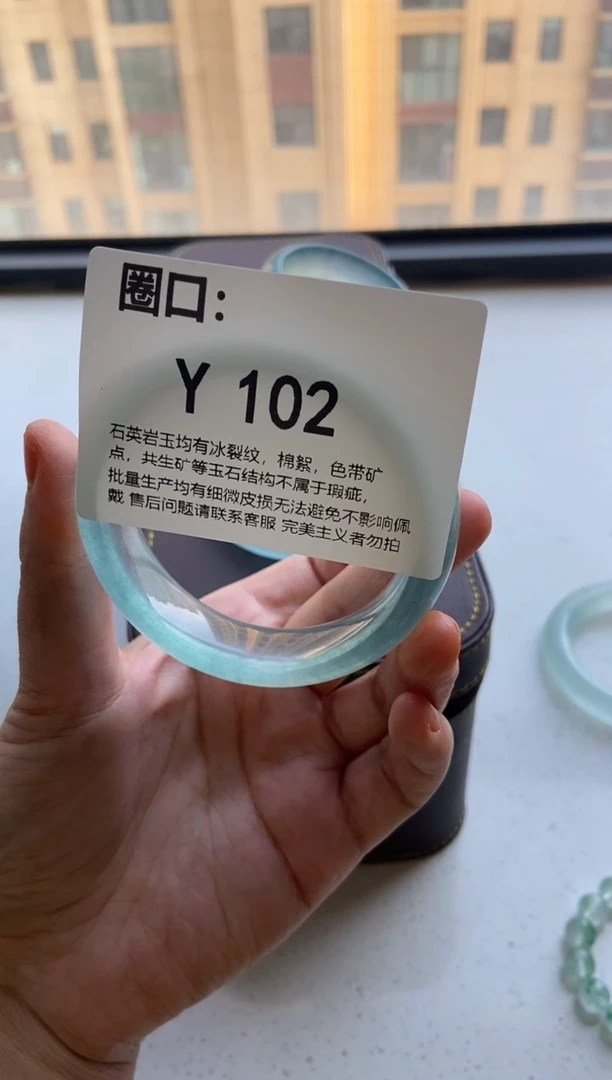 圈口：
Y 102
石英岩玉均有冰裂纹，棉絮，色带矿
点，共生矿等玉石结构不属于瑕疵，
批量生产均有细微皮损无法避免不影响佩
戴 售后问题请联系客服 完美主义者勿拍